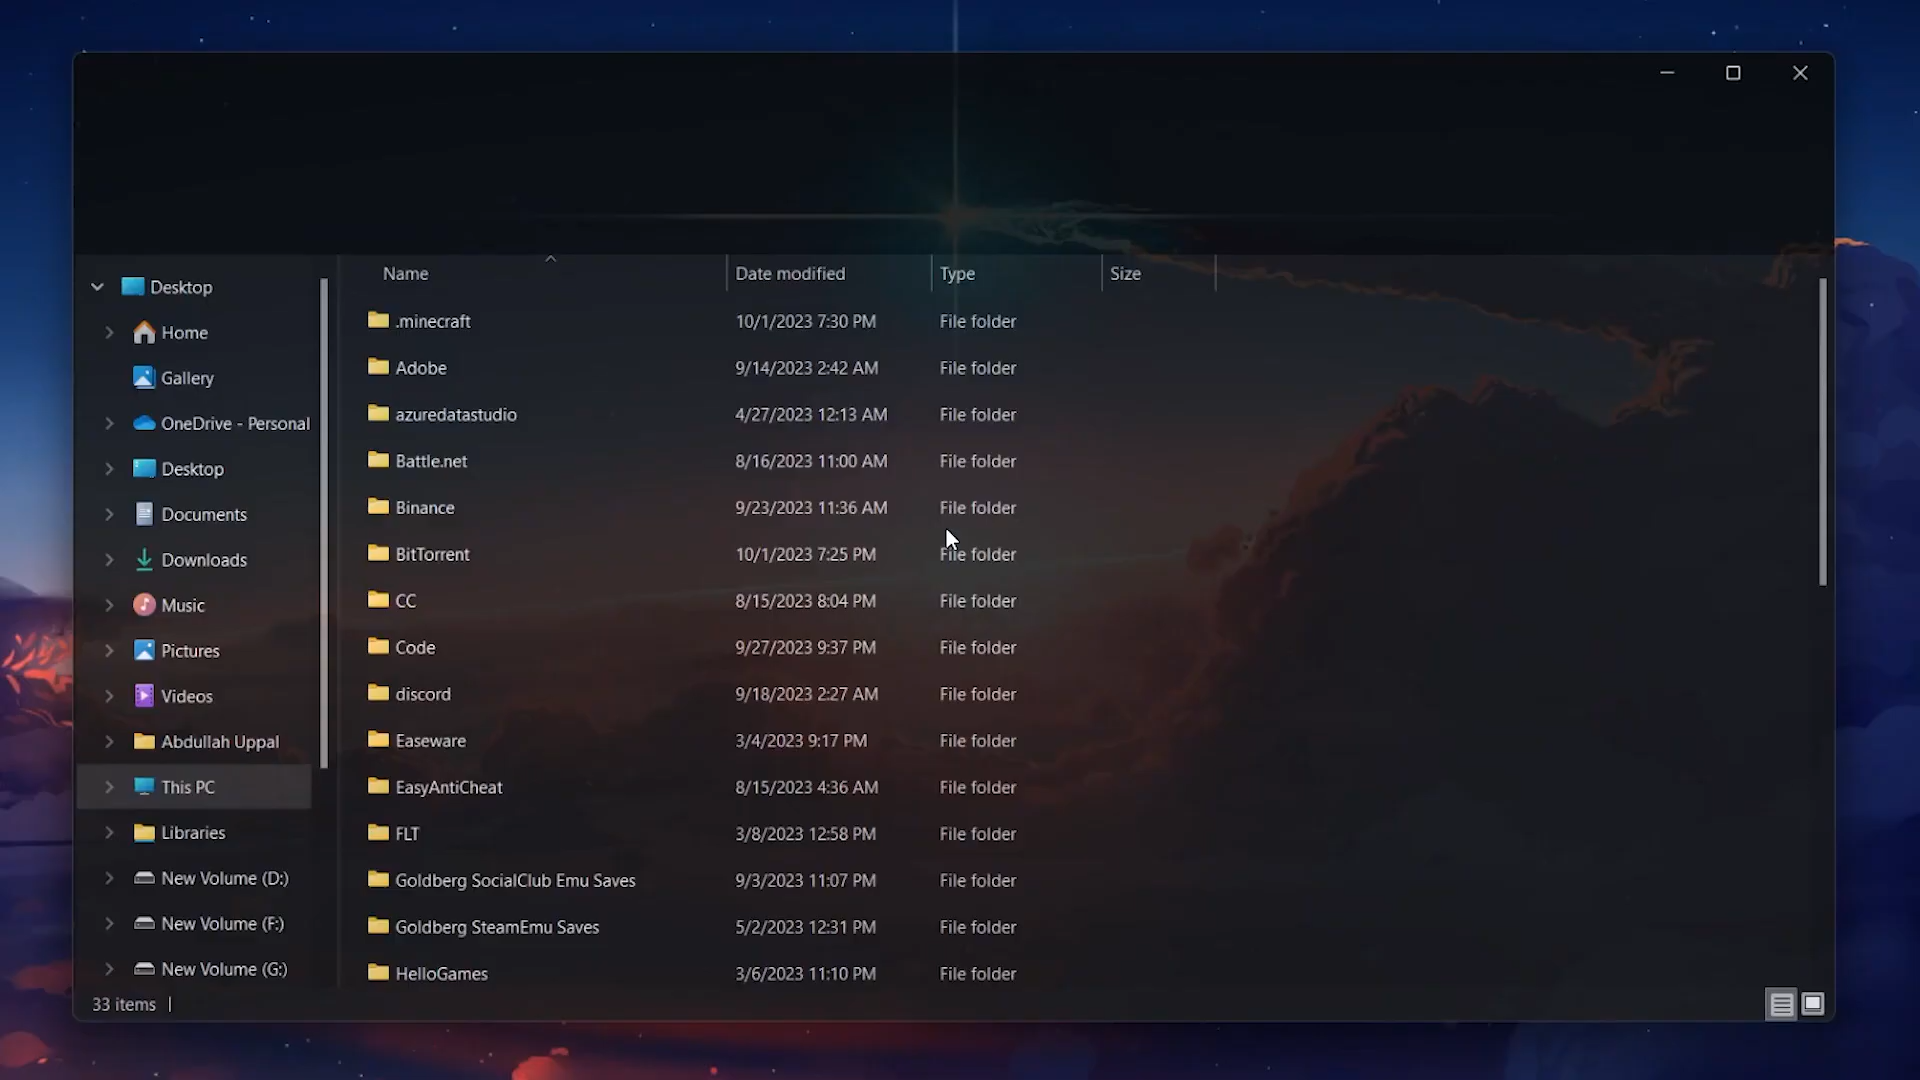 Name Date modified Type Size
Desktop
Home
Gallery
OneDrive - Personal
Desktop
Documents
Downloads
Music
Pictures
Videos
Abdullah Uppal
This PC
Libraries
New Volume (D:)
New Volume (F:)
New Volume (G:)
.minecraft 10/1/2023 7:30 PM File folder
Adobe 9/14/2023 2:42 AM File folder
azuredatastudio 4/27/2023 12:13 AM File folder
Battle.net 8/16/2023 11:00 AM File folder
Binance 9/23/2023 11:36 AM File folder
BitTorrent 10/1/2023 7:25 PM File folder
CC 8/15/2023 8:04 PM File folder
Code 9/27/2023 9:37 PM File folder
discord 9/18/2023 2:27 AM File folder
Easeware 3/4/2023 9:17 PM File folder
EasyAntiCheat 8/15/2023 4:36 AM File folder
FLT 3/8/2023 12:58 PM File folder
Goldberg SocialClub Emu Saves 9/3/2023 11:07 PM File folder
Goldberg SteamEmu Saves 5/2/2023 12:31 PM File folder
HelloGames 3/6/2023 11:10 PM File folder
33 items